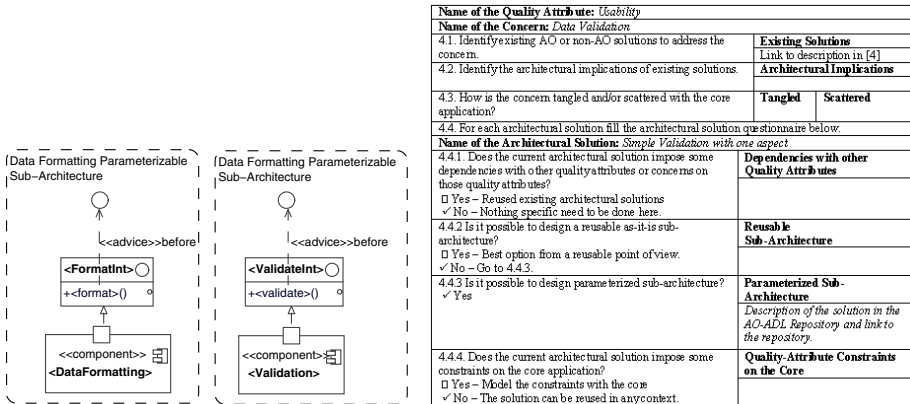 Data Formatting Parameterizable
Sub–Architecture
<<advice>>before
<FormatInt>
+<format>()
<<component>>
<DataFormatting>
Data Formatting Parameterizable
Sub–Architecture
<<advice>>before
<ValidateInt>
+<validate>()
<<component>>
<Validation>
Name of the Quality Attribute: Usability
Name of the Concern: Data Validation
4.1. Identify existing AO or non-AO solutions to address the
concern.
Existing Solutions
Link to description in [4]
4.2. Identify the architectural implications of existing solutions.
Architectural Implications
4.3. How is the concern tangled and/or scattered with the core
application?
Tangled
Scattered
4.4. For each architectural solution fill the architectural solution questionnaire below.
Name of the Architectural Solution: Simple Validation with one aspect
4.4.1. Does the current architectural solution impose some
dependencies with other quality attributes or concerns on
those quality attributes?
☐ Yes – Reused existing architectural solutions
✓ No – Nothing specific need to be done here.
Dependencies with other
Quality Attributes
4.4.2 Is it possible to design a reusable as-it-is sub-
architecture?
☐ Yes – Best option from a reusable point of view.
✓ No – Go to 4.4.3.
Reusable
Sub-Architecture
4.4.3 Is it possible to design parameterized sub-architecture?
✓ Yes
Parameterized Sub-
Architecture
Description of the solution in the
AO-ADL Repository and link to
the repository.
4.4.4. Does the current architectural solution impose some
constraints on the core application?
☐ Yes – Model the constraints with the core
✓ No – The solution can be reused in any context.
Quality-Attribute Constraints
on the Core